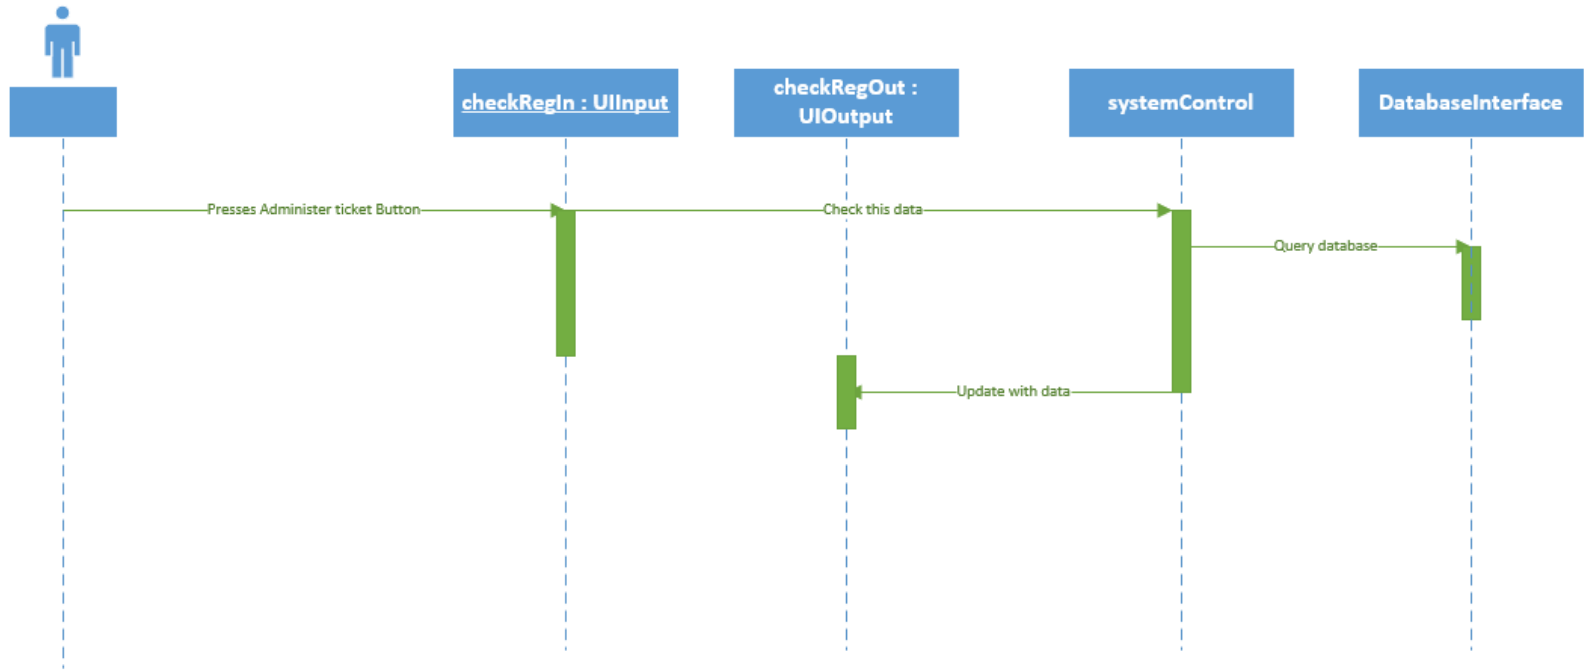 checkRegIn : UIInput
checkRegOut :
UIOutput
systemControl
DatabaseInterface
Presses Administer ticket Button
Check this data
Query database
Update with data